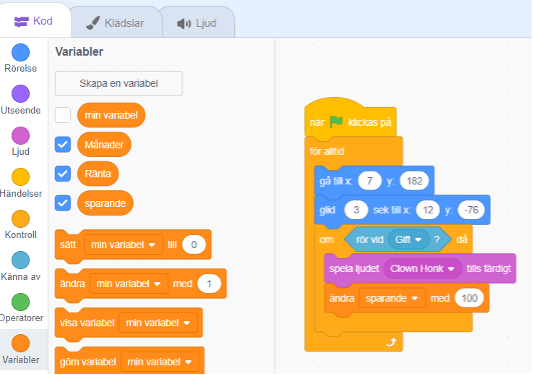 Kod
Klädslar
Ljud
Rörelse
Utseende
Ljud
Händelser
Kontroll
Känna av
Operatorer
Variabler
Variabler
Skapa en variabel
min variabel
Månader
Ränta
sparande
sätt min variabel till 0
ändra min variabel med 1
visa variabel min variabel
göm variabel min variabel
när klickas på
för alltid
gå till x: 7 y: 182
glid 3 sek till x: 12 y: -76
om rör vid Gift ? då
spela ljudet Clown Honk tills färdigt
ändra sparande med 100